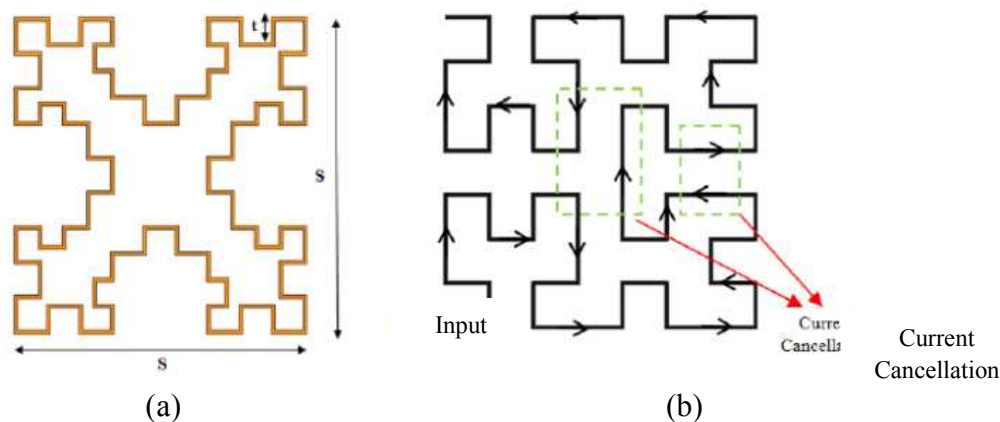 t
S
S
(a)
Input
Curre
Cancella
Current
Cancellation
(b)